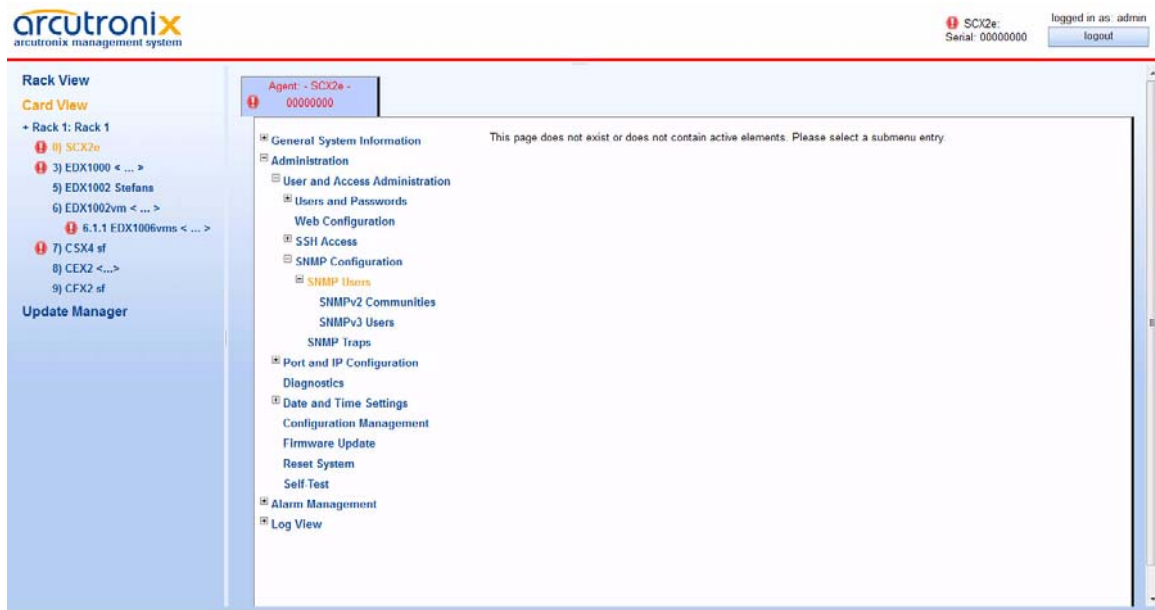 arcutronix
arcutronix management system
SCX2e:
Serial: 00000000
logged in as: admin
logout
Rack View
Card View
+ Rack 1: Rack 1
0) SCX2e
3) EDX1000 < ... >
5) EDX1002 Stefans
6) EDX1002vm < ... >
6.1.1 EDX1006vms < ... >
7) CSX4 sf
8) CEX2 <...>
9) CFX2 sf
Update Manager
Agent: - SCX2e -
00000000
General System Information
Administration
User and Access Administration
Users and Passwords
Web Configuration
SSH Access
SNMP Configuration
SNMP Users
SNMPv2 Communities
SNMPv3 Users
SNMP Traps
Port and IP Configuration
Diagnostics
Date and Time Settings
Configuration Management
Firmware Update
Reset System
Self-Test
Alarm Management
Log View
This page does not exist or does not contain active elements. Please select a submenu entry.